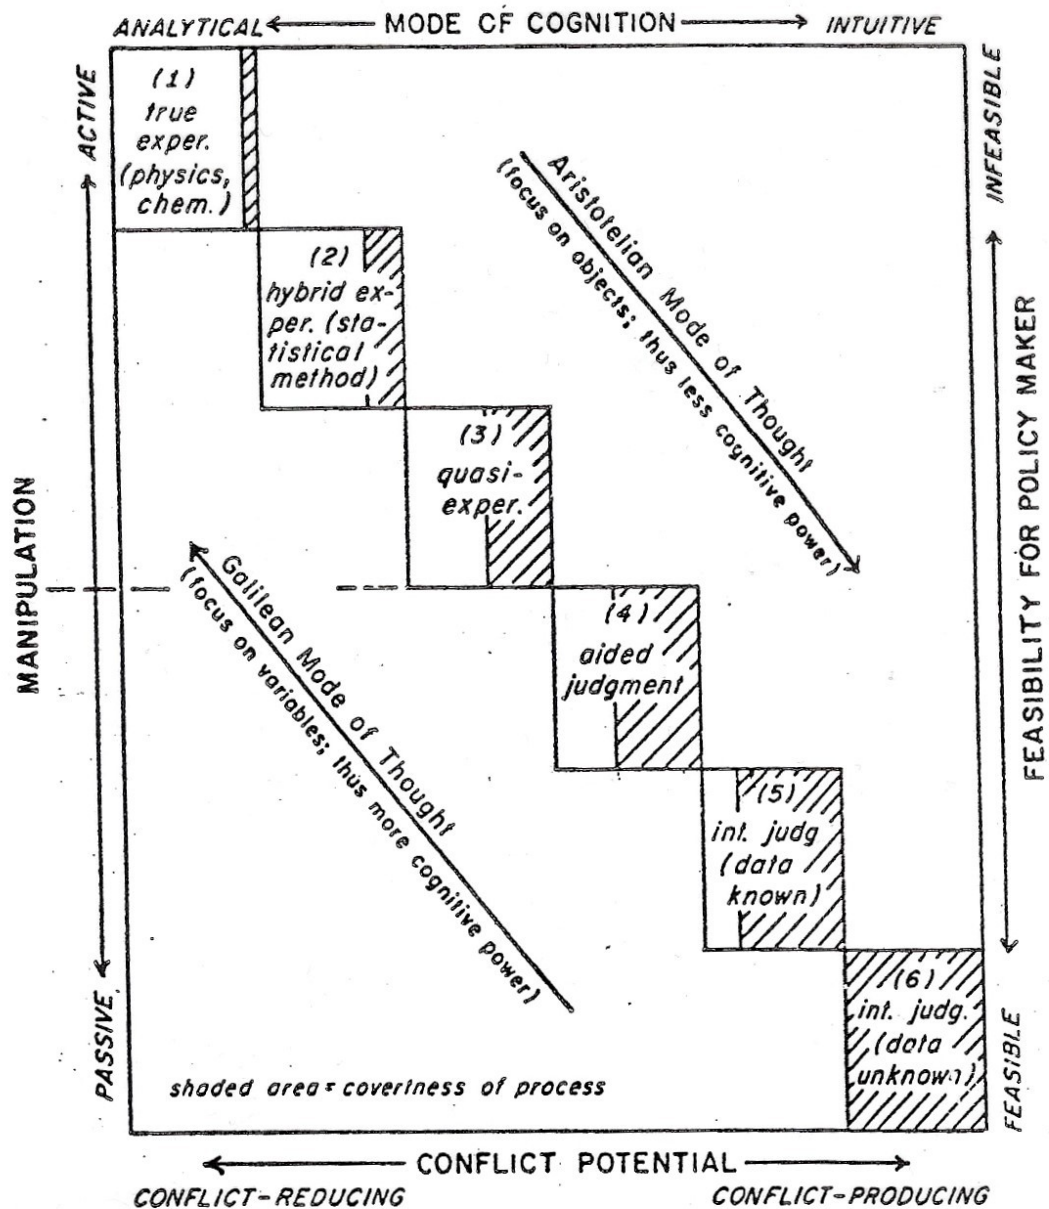 ANALYTICAL MODE CF COGNITION INTUITIVE
ACTIVE
MANIPULATION
PASSIVE
(1)
true
exper.
(physics,
chem.)
(2)
hybrid ex-
per. (sta-
tistical
method)
(3)
quasi-
exper.
(4)
aided
judgment
(5)
int. judg
(data
known)
(6)
int. judg.
(data
unknown)
Aristotelian Mode of Thought
(focus on objects; thus less cognitive power)
Galilean Mode of Thought
(focus on variables; thus more cognitive power)
shaded area = covertness of process
INFEASIBLE
FEASIBILITY FOR POLICY MAKER
FEASIBLE
CONFLICT POTENTIAL
CONFLICT-REDUCING CONFLICT-PRODUCING